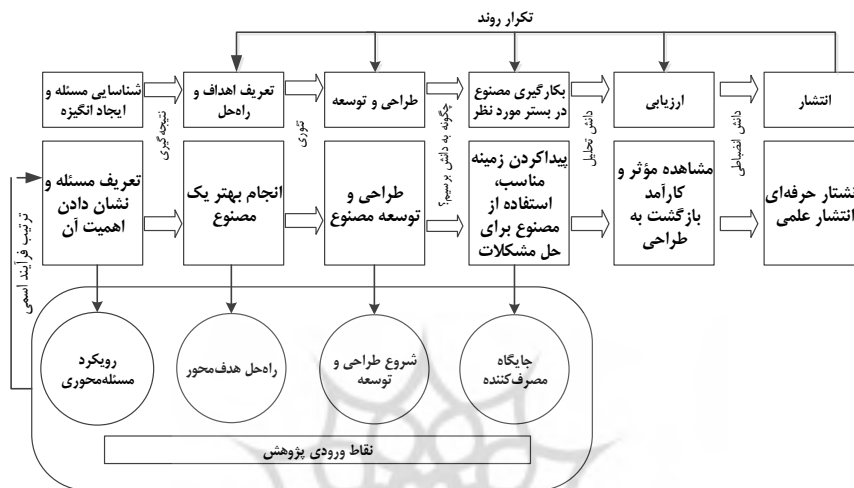 تکرار روند
شناسایی مسئله و
ایجاد انگیزه
نتیجه‌گیری
تعریف اهداف و
راه‌حل
تئوری
طراحی و توسعه
چگونه به دانش برسیم؟
بکارگیری مصنوع
در بستر مورد نظر
دانش تحلیل
ارزیابی
دانش انضباطی
انتشار
ترتیب فرآیند اسمی
تعریف مسئله و
نشان دادن
اهمیت آن
انجام بهتر یک
مصنوع
طراحی و
توسعه مصنوع
پیداکردن زمینه
مناسب،
استفاده از
مصنوع برای
حل مشکلات
مشاهده مؤثر و
کارآمد
بازگشت به
طراحی
نشتار حرفه‌ای
انتشار علمی
رویکرد
مسئله‌محوری
راه‌حل هدف‌محور
شروع طراحی و
توسعه
جایگاه
مصرف‌کننده
نقاط ورودی پژوهش